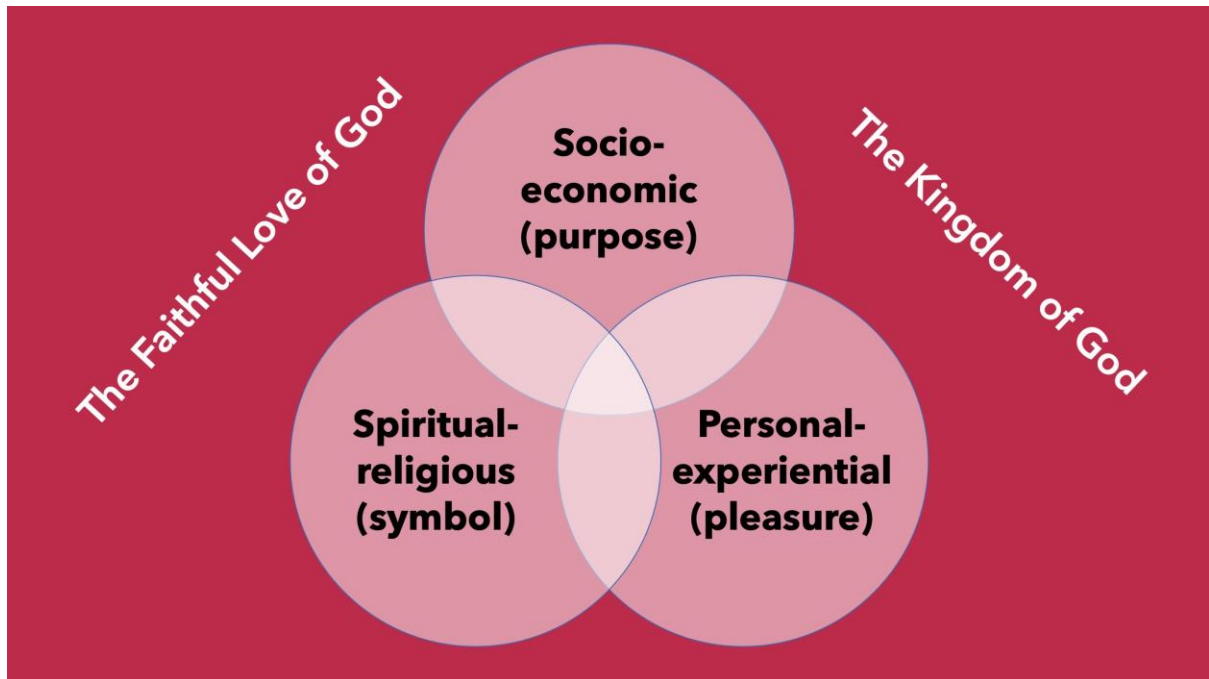 The Faithful Love of God
The Kingdom of God
Socio-
economic
(purpose)
Spiritual-
religious
(symbol)
Personal-
experiential
(pleasure)